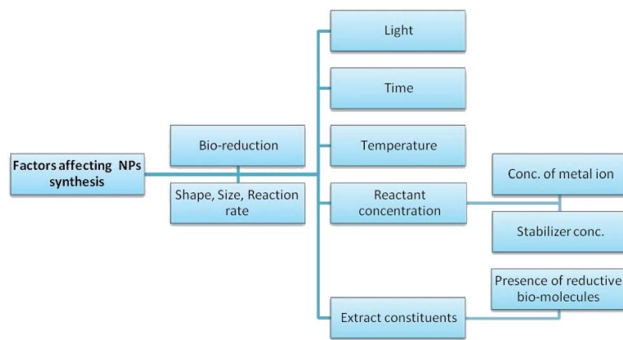 Factors affecting NPs
synthesis
Bio-reduction
Shape, Size, Reaction
rate
Light
Time
Temperature
Reactant
concentration
Conc. of metal ion
Stabilizer conc.
Extract constituents
Presence of reductive
bio-molecules